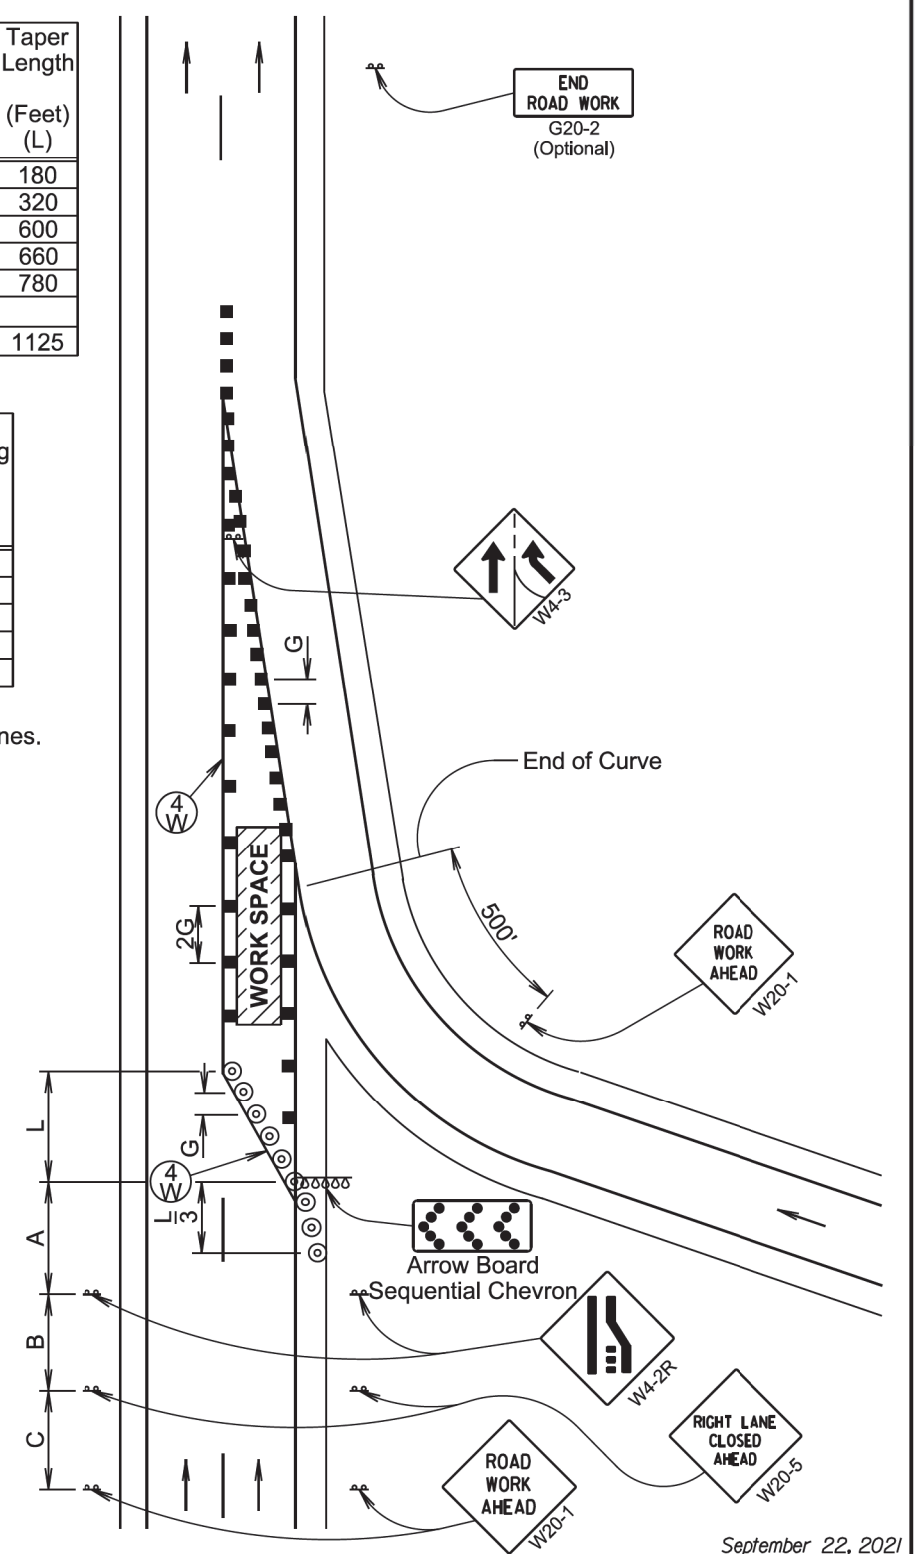 Taper
Length
(Feet)
(L)
180
320
600
660
780
1125
g
nes.
END
ROAD WORK
G20-2
(Optional)
W4-3
G
End of Curve
4
W
WORK SPACE
2G
500'
ROAD
WORK
AHEAD
W20-1
L
G
4
W
L
3
A
Arrow Board
Sequential Chevron
B
W4-2R
C
RIGHT LANE
CLOSED
AHEAD
W20-5
ROAD
WORK
AHEAD
W20-1
September 22, 2021